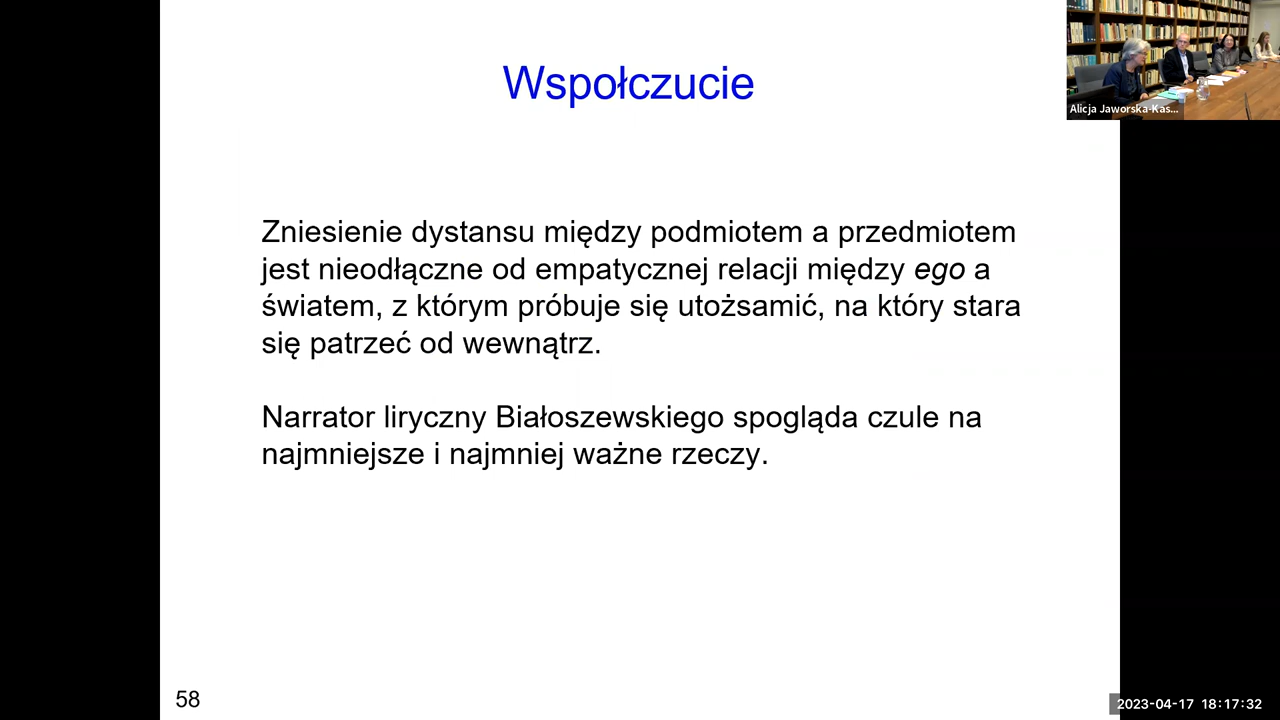 Wspołczucie
Alicja Jaworska-Kas...
Zniesienie dystansu między podmiotem a przedmiotem
jest nieodłączne od empatycznej relacji między ego a
światem, z którym próbuje się utożsamić, na który stara
się patrzeć od wewnątrz.
Narrator liryczny Białoszewskiego spogląda czule na
najmniejsze i najmniej ważne rzeczy.
58
2023-04-17 18:17:32